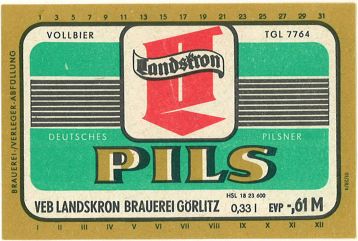 1 3 5 7 9 11 13 15 17 19 21 23 25 27 29 31
VOLLBIER
TGL 7764
Landskron
BRAUEREI/VERLEGER-ABFÜLLUNG
DEUTSCHES
PILSNER
PILS
HSL 18 23 600
VEB LANDSKRON BRAUEREI GÖRLITZ 0,33 l EVP -,61 M
I II III IV V VI VII VIII IX X XI XII